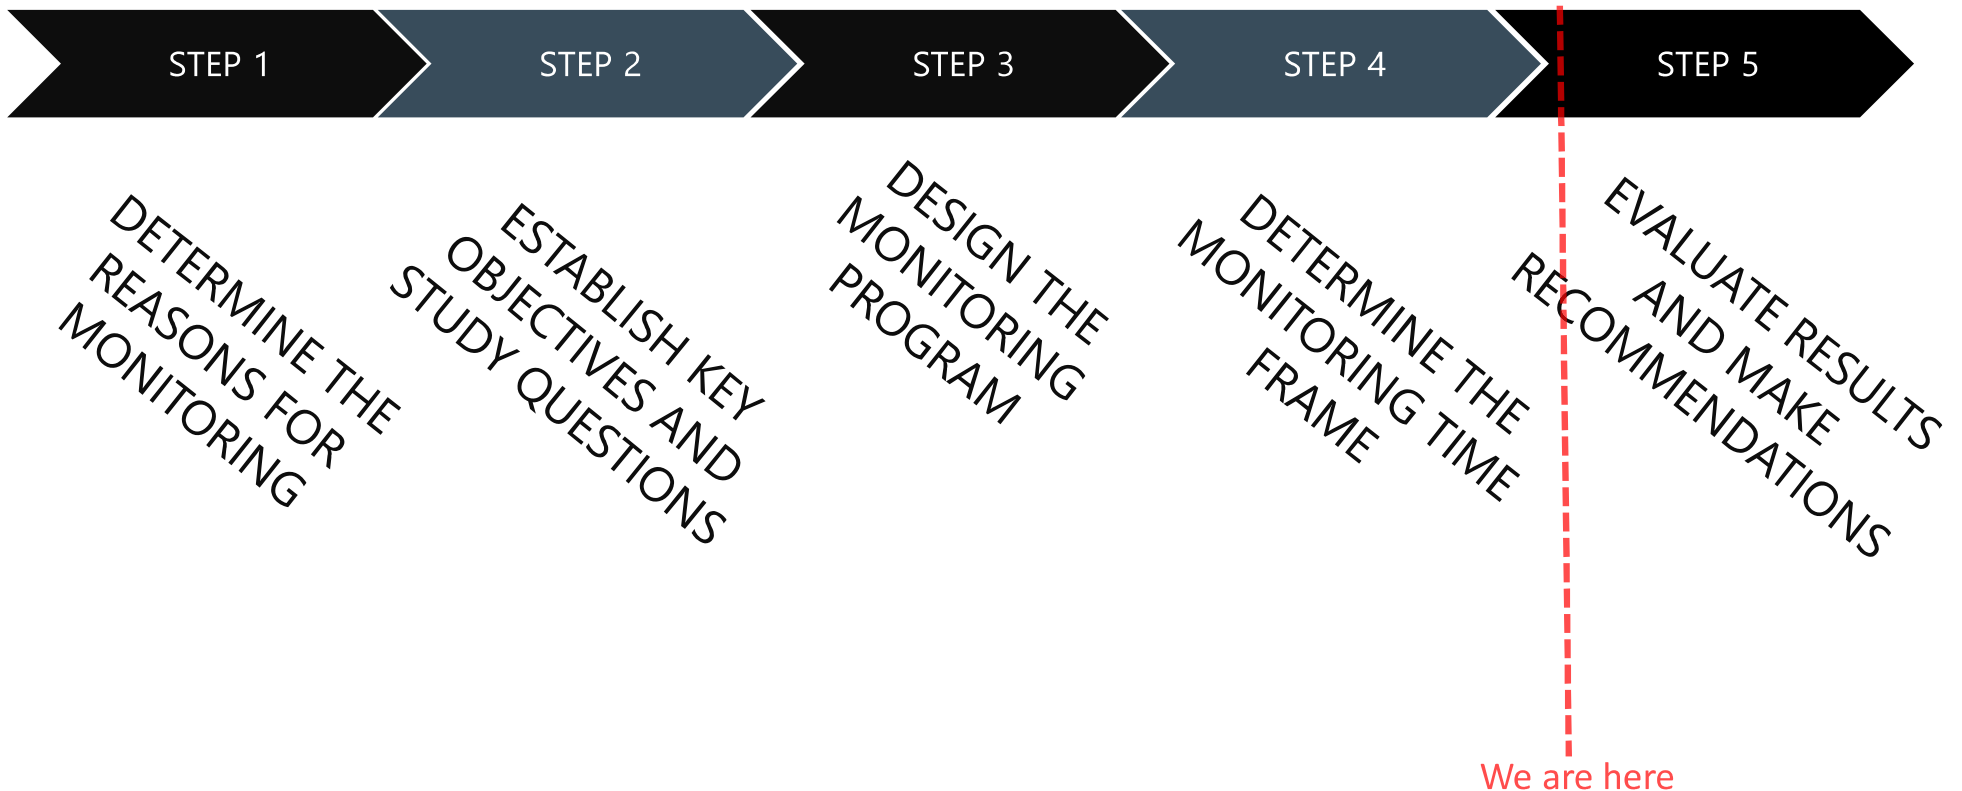 STEP 1
STEP 2
STEP 3
STEP 4
STEP 5
DETERMINE THE
REASONS FOR
MONITORING
ESTABLISH KEY
OBJECTIVES AND
STUDY QUESTIONS
DESIGN THE
MONITORING
PROGRAM
DETERMINE THE
MONITORING TIME
FRAME
EVALUATE RESULTS
AND MAKE
RECOMMENDATIONS
We are here